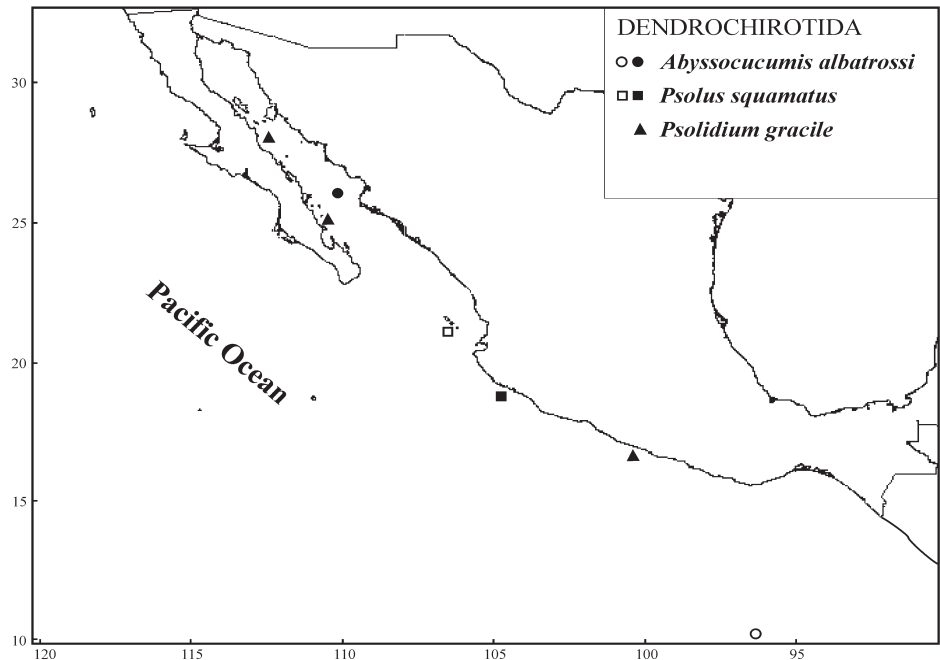 DENDROCHIROTIDA
Abyssocucumis albatrossi
Psolus squamatus
Psolidium gracile
30
25
Pacific Ocean
20
15
10
120 115 110 105 100 95